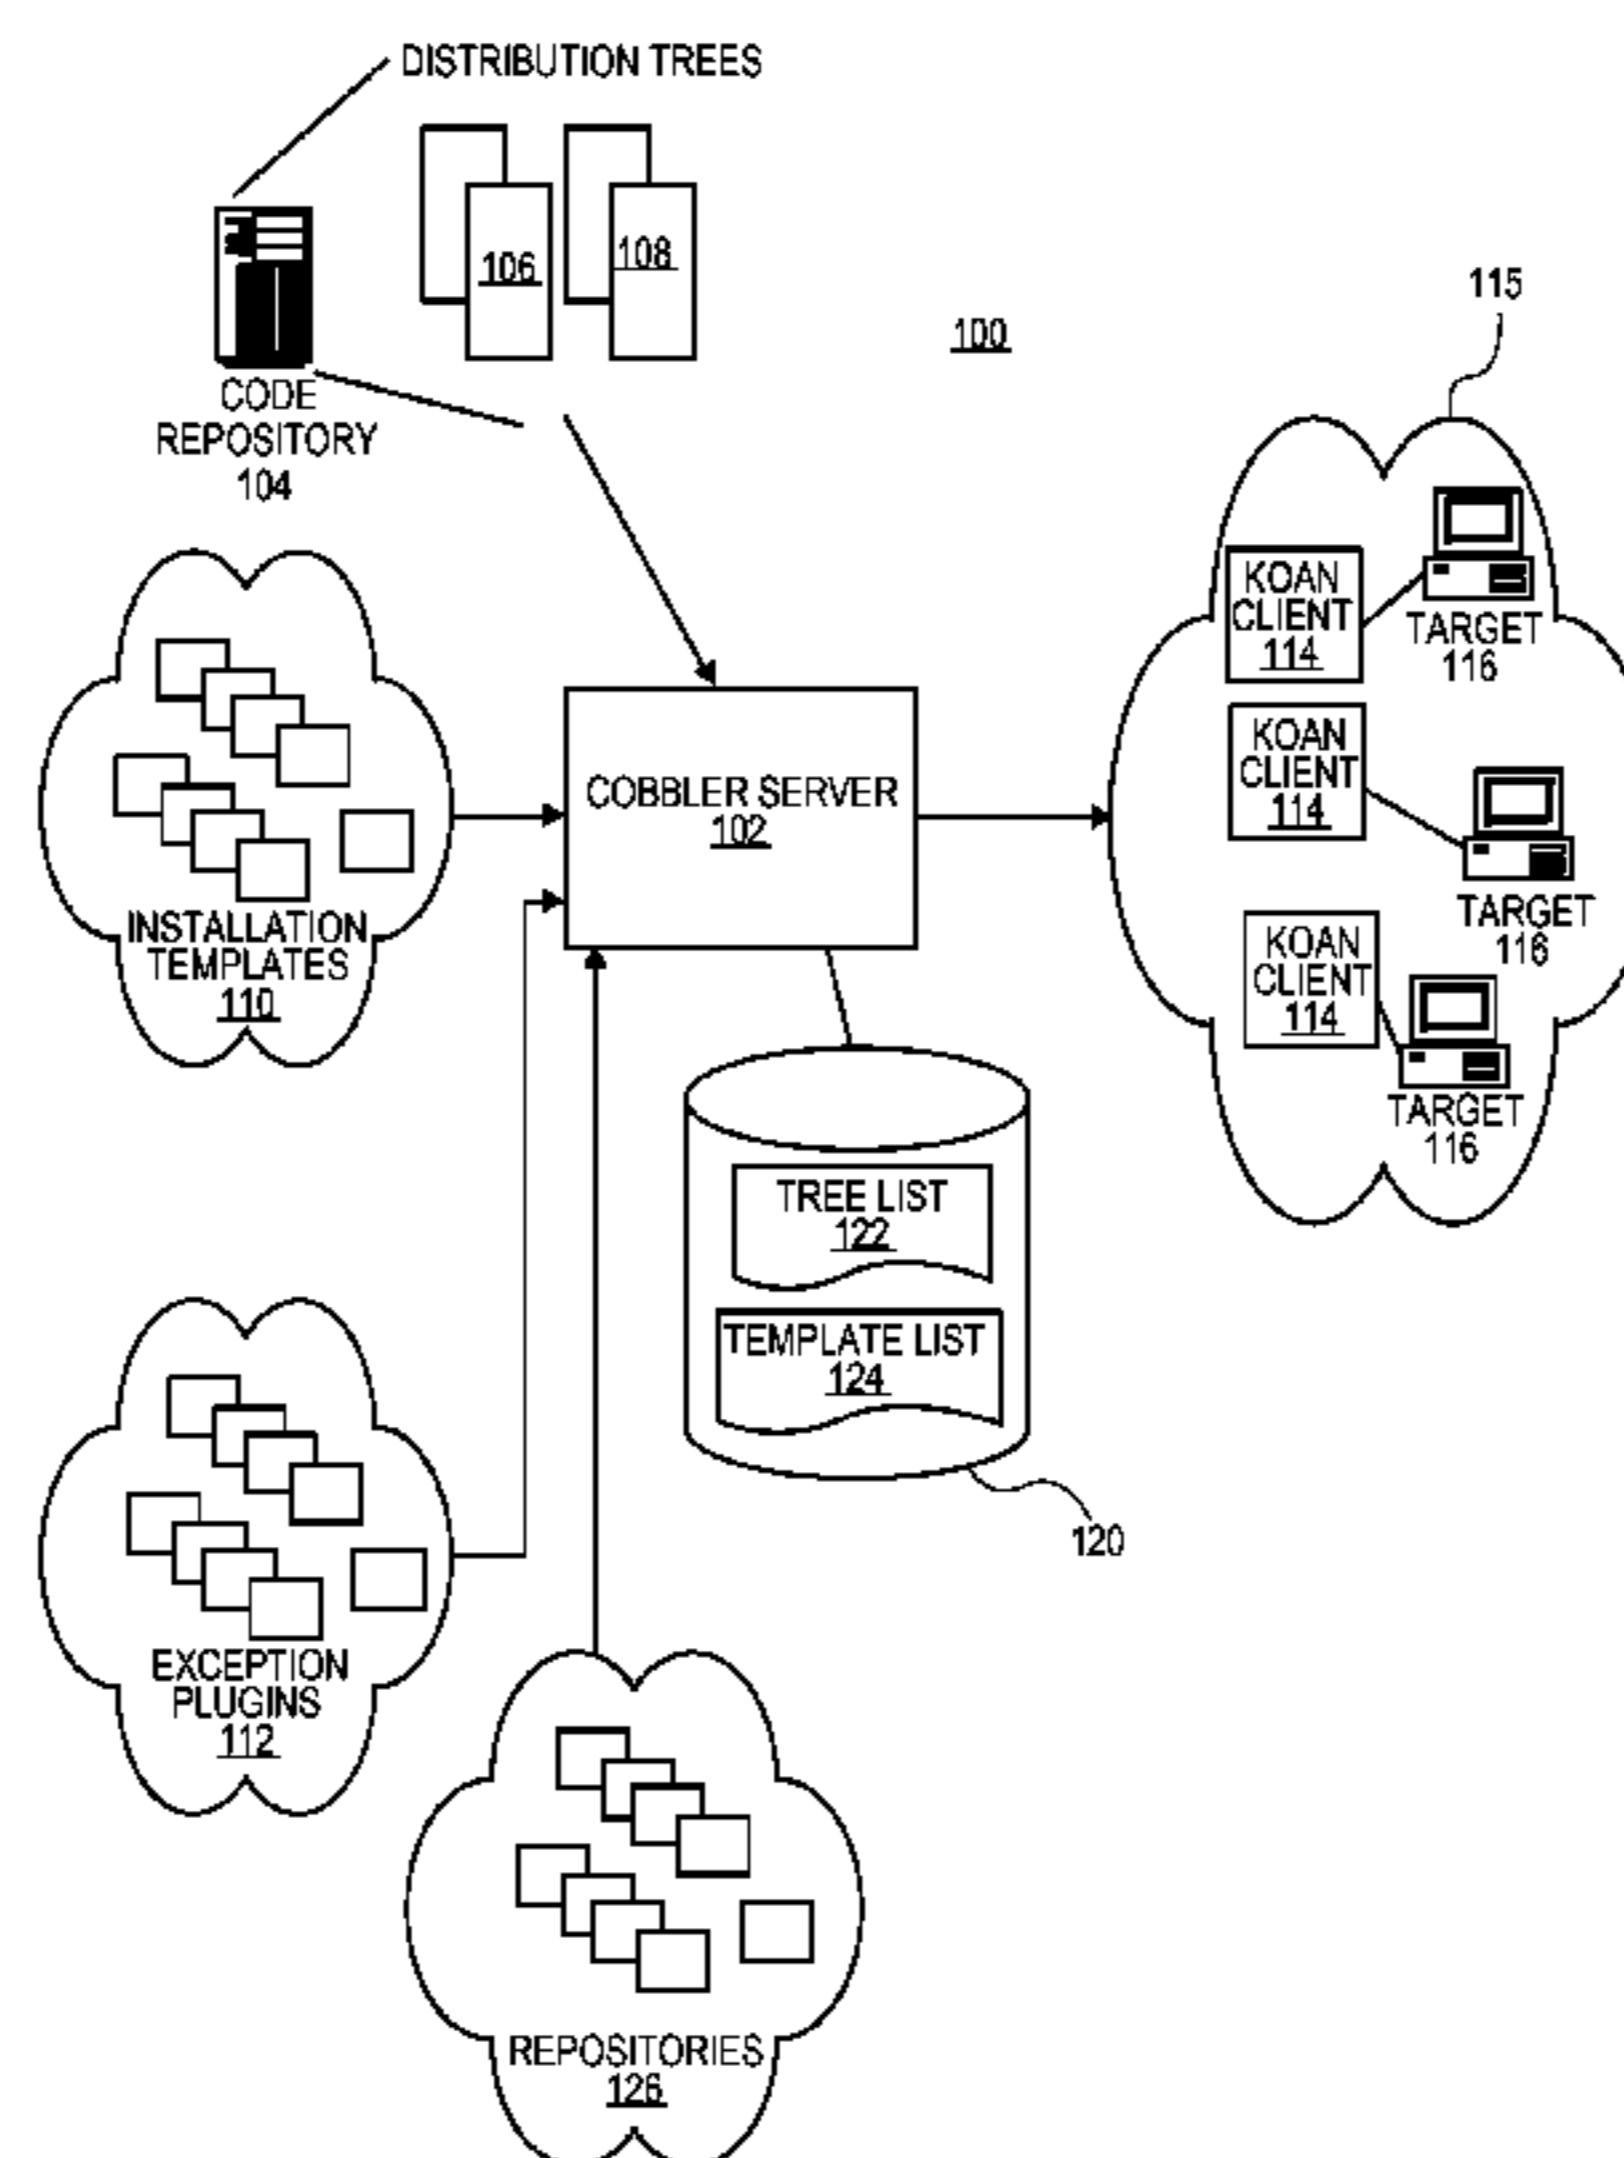 DISTRIBUTION TREES
106
108
100
115
CODE
REPOSITORY
104
KOAN
CLIENT
114
TARGET
116
KOAN
CLIENT
114
TARGET
116
KOAN
CLIENT
114
TARGET
116
COBBLER SERVER
102
INSTALLATION
TEMPLATES
110
TREE LIST
122
TEMPLATE LIST
124
120
EXCEPTION
PLUGINS
112
REPOSITORIES
126